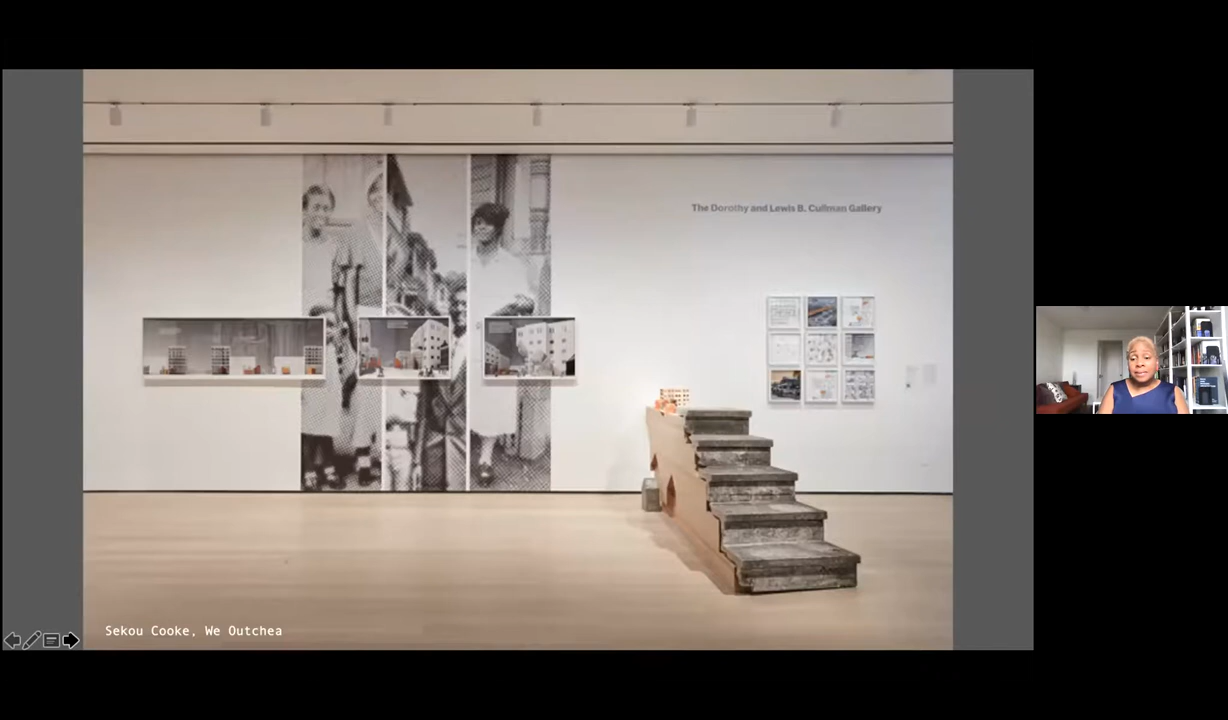 The Dorothy and Lewis B. Cullman Gallery
Sekou Cooke, We Outchea